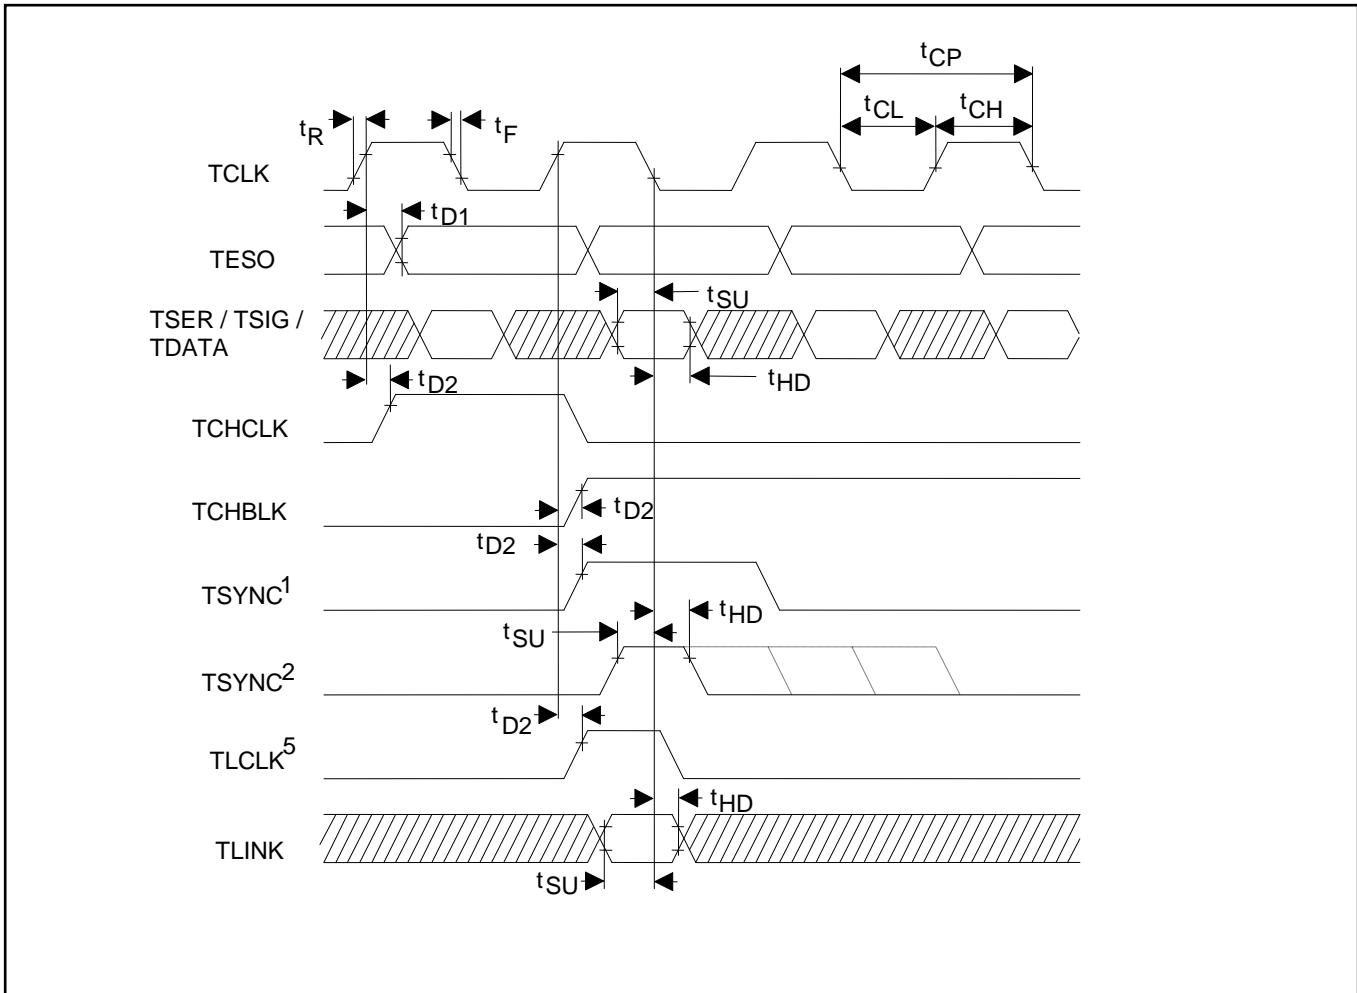 tCP
tCL tCH
tR tF
TCLK
tD1
TESO
tSU
TSER / TSIG /
TDATA
tHD
tD2
TCHCLK
TCHBLK
tD2
tD2
TSYNC1
tHD
tSU
TSYNC2
tD2
TLCLK5
tHD
TLINK
tSU